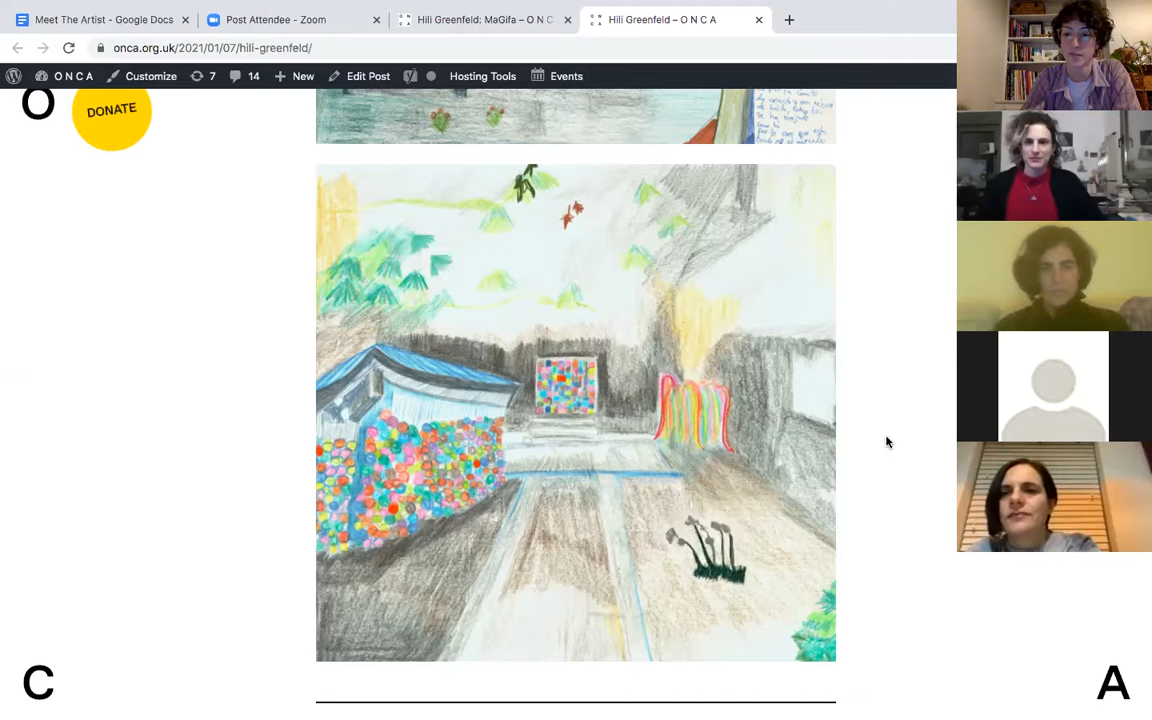 Meet The Artist - Google Docs
Post Attendee - Zoom
Hili Greenfeld: MaGifa – O N C
Hili Greenfeld – O N C A
onca.org.uk/2021/01/07/hill-greenfeld/
O N C A
Customize
7
14
New
Edit Post
Hosting Tools
Events
O
DONATE
C
A